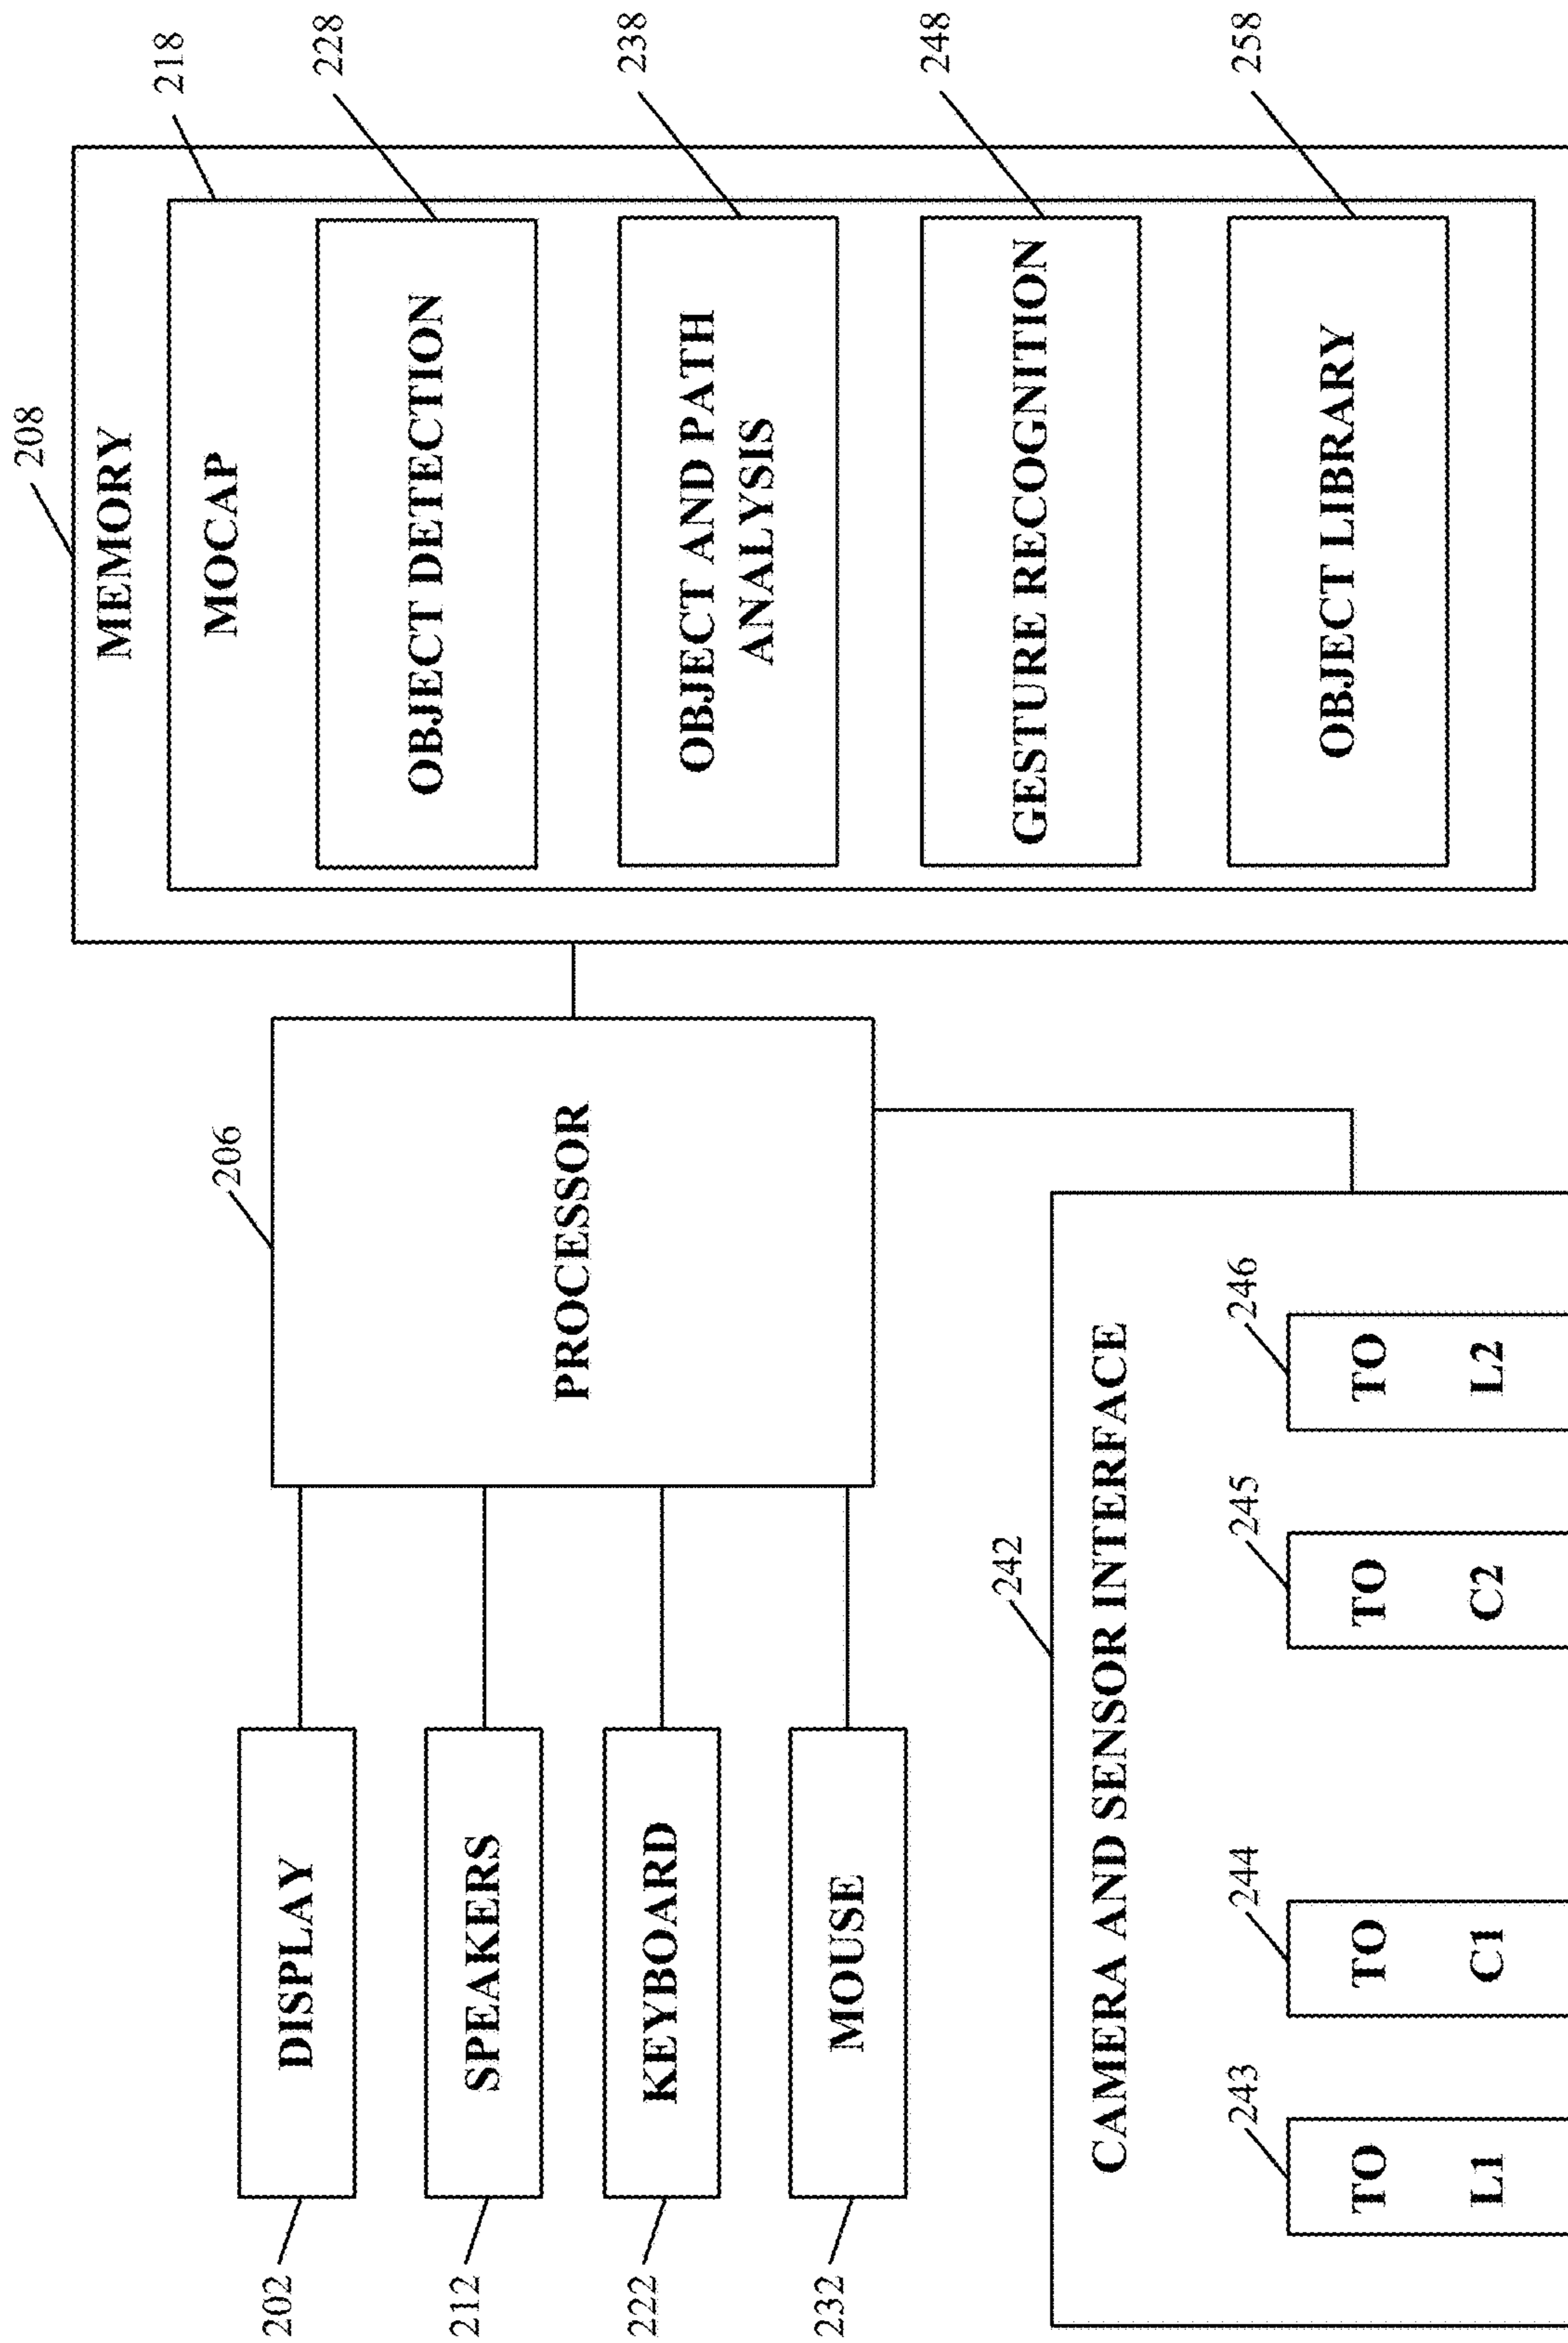 208
MEMORY
218
MOCAP
228
OBJECT DETECTION
238
OBJECT AND PATH
ANALYSIS
248
GESTURE RECOGNITION
258
OBJECT LIBRARY
206
PROCESSOR
202
DISPLAY
212
SPEAKERS
222
KEYBOARD
232
MOUSE
242
CAMERA AND SENSOR INTERFACE
243
TO
L1
244
TO
C1
245
TO
C2
246
TO
L2